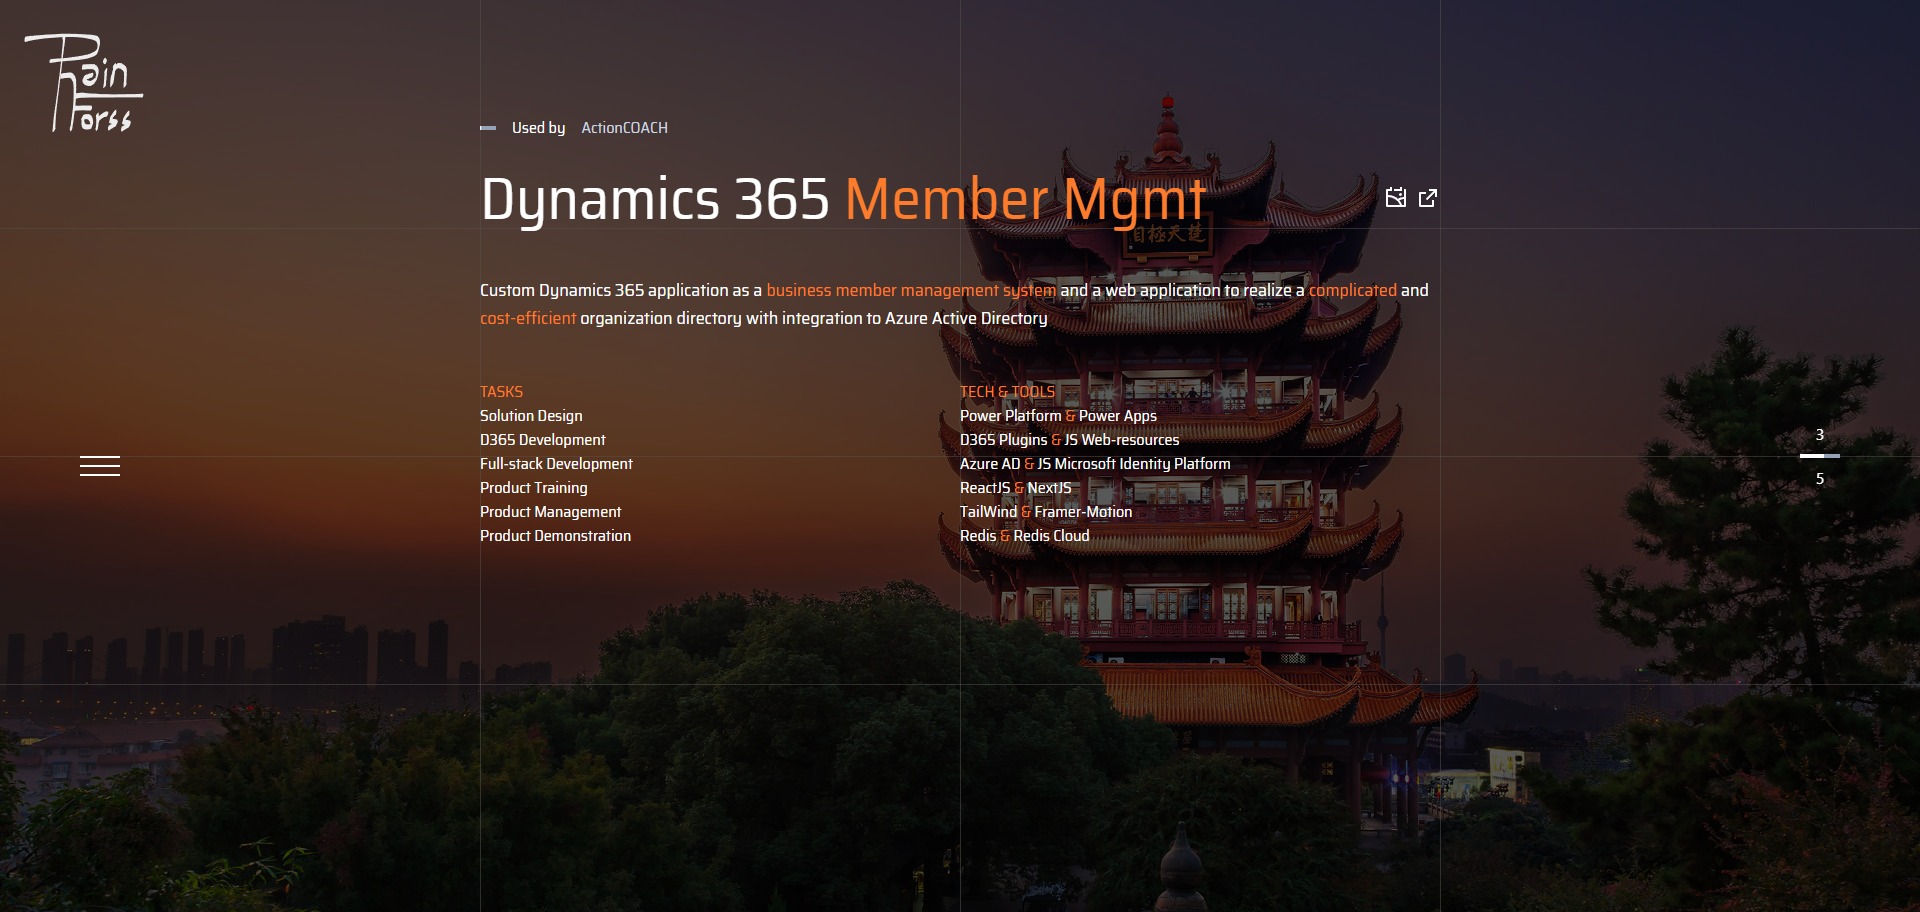 Rain
Forss
Used by ActionCOACH
Dynamics 365 Member Mgmt
楚天極目
Custom Dynamics 365 application as a business member management system and a web application to realize a complicated and
cost-efficient organization directory with integration to Azure Active Directory
TASKS
Solution Design
D365 Development
Full-stack Development
Product Training
Product Management
Product Demonstration
TECH & TOOLS
Power Platform & Power Apps
D365 Plugins & JS Web-resources
Azure AD & JS Microsoft Identity Platform
ReactJS & NextJS
TailWind & Framer-Motion
Redis & Redis Cloud
3
5